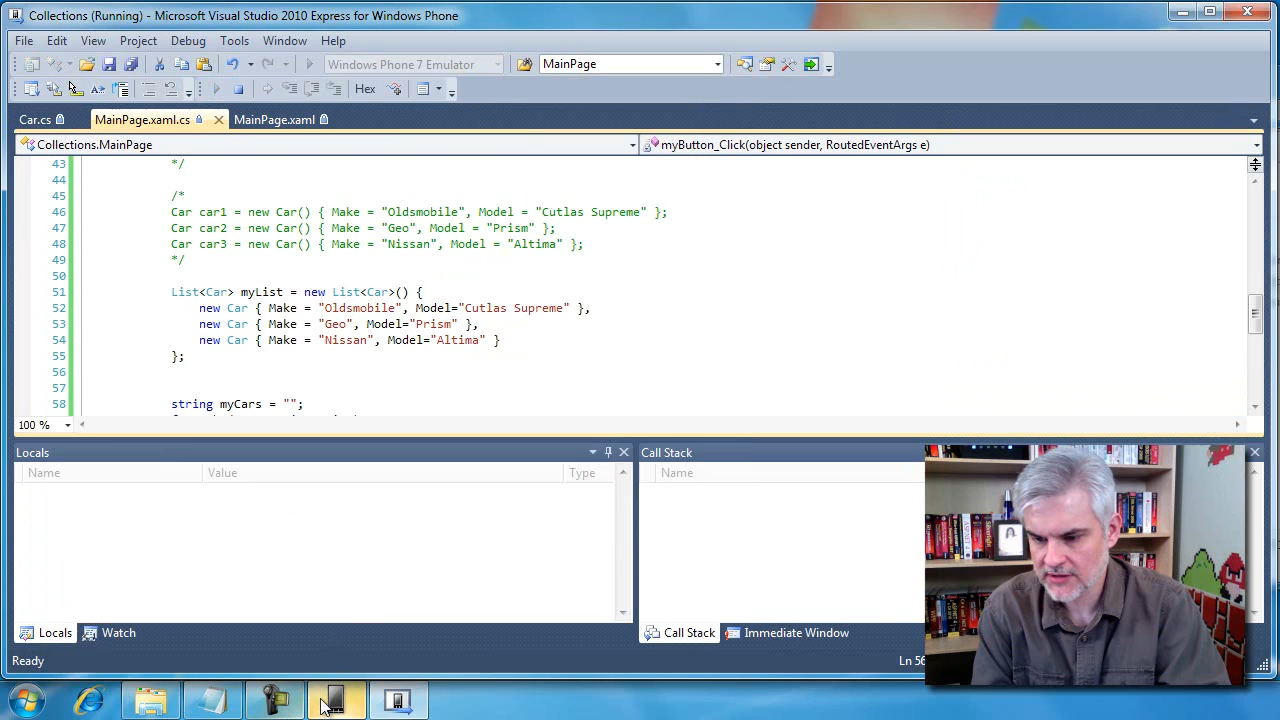 Collections (Running) - Microsoft Visual Studio 2010 Express for Windows Phone
File Edit View Project Debug Tools Window Help
Windows Phone 7 Emulator MainPage
Hex
Car.cs MainPage.xaml.cs MainPage.xaml
Collections.MainPage myButton_Click(object sender, RoutedEventArgs e)
43 */
44
45 /*
46 Car car1 = new Car() { Make = "Oldsmobile", Model = "Cutlas Supreme" };
47 Car car2 = new Car() { Make = "Geo", Model = "Prism" };
48 Car car3 = new Car() { Make = "Nissan", Model = "Altima" };
49 */
50
51 List<Car> myList = new List<Car>() {
52 new Car { Make = "Oldsmobile", Model="Cutlas Supreme" },
53 new Car { Make = "Geo", Model="Prism" },
54 new Car { Make = "Nissan", Model="Altima" }
55 };
56
57
58 string myCars = "";
100 %
Locals Call Stack
Name Value Type Name
Locals Watch Call Stack Immediate Window
Ready Ln 56